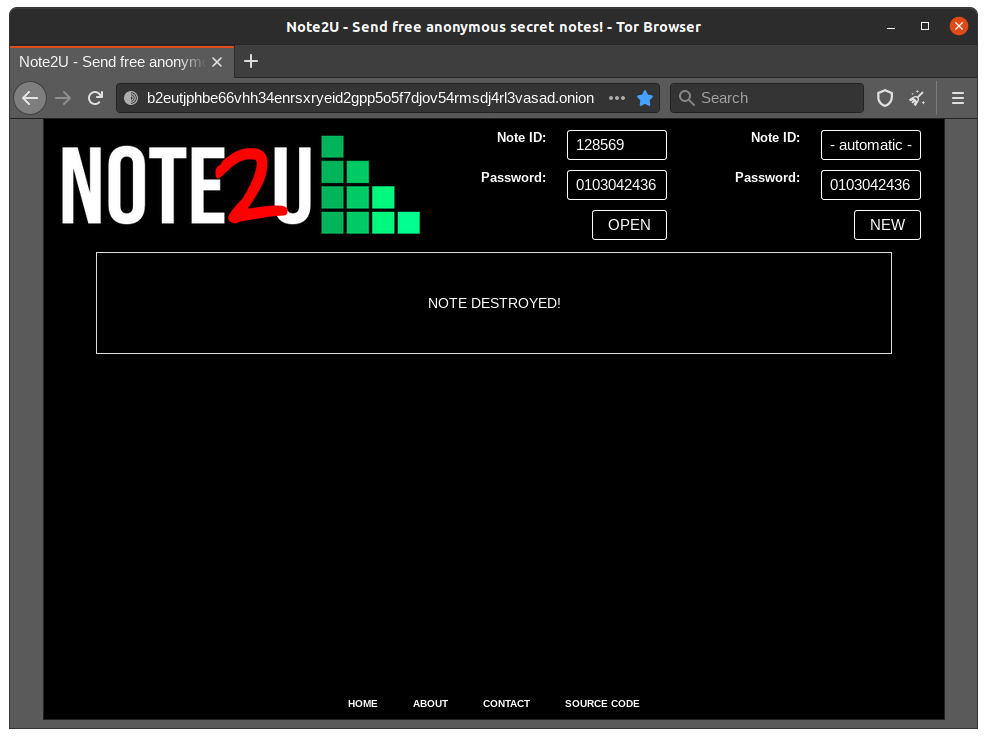 Note2U - Send free anonymous secret notes! - Tor Browser
Note2U - Send free anonym
b2eutjphbe66vhh34enrsxryeid2gpp5o5f7djov54rmsdj4rl3vasad.onion
Search
NOTE2U
Note ID: 128569
Password: 0103042436
OPEN
Note ID: - automatic -
Password: 0103042436
NEW
NOTE DESTROYED!
HOME ABOUT CONTACT SOURCE CODE